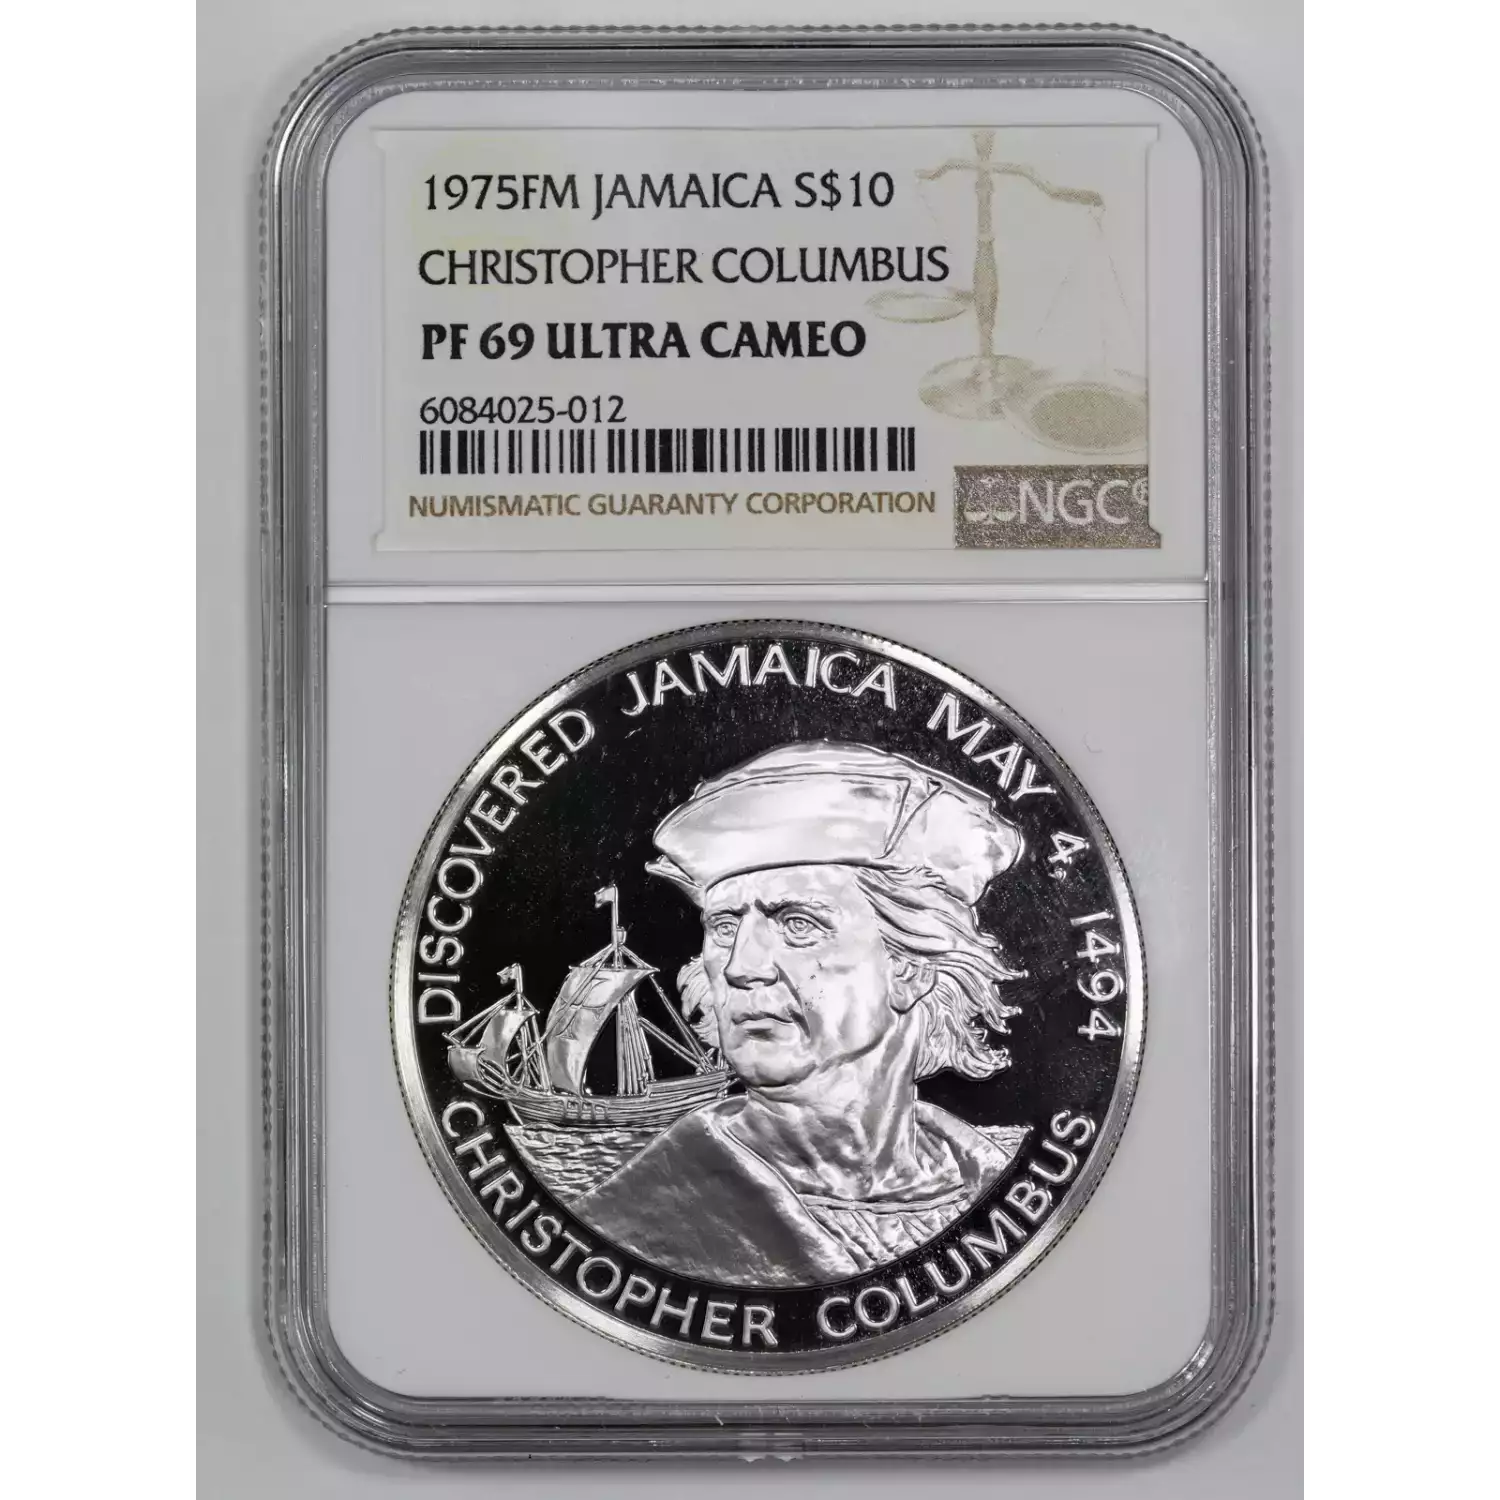 1975FM JAMAICA S$10
CHRISTOPHER COLUMBUS
PF 69 ULTRA CAMEO
6084025-012
NUMISMATIC GUARANTY CORPORATION
NGC
DISCOVERED JAMAICA MAY 4, 1494
CHRISTOPHER COLUMBUS